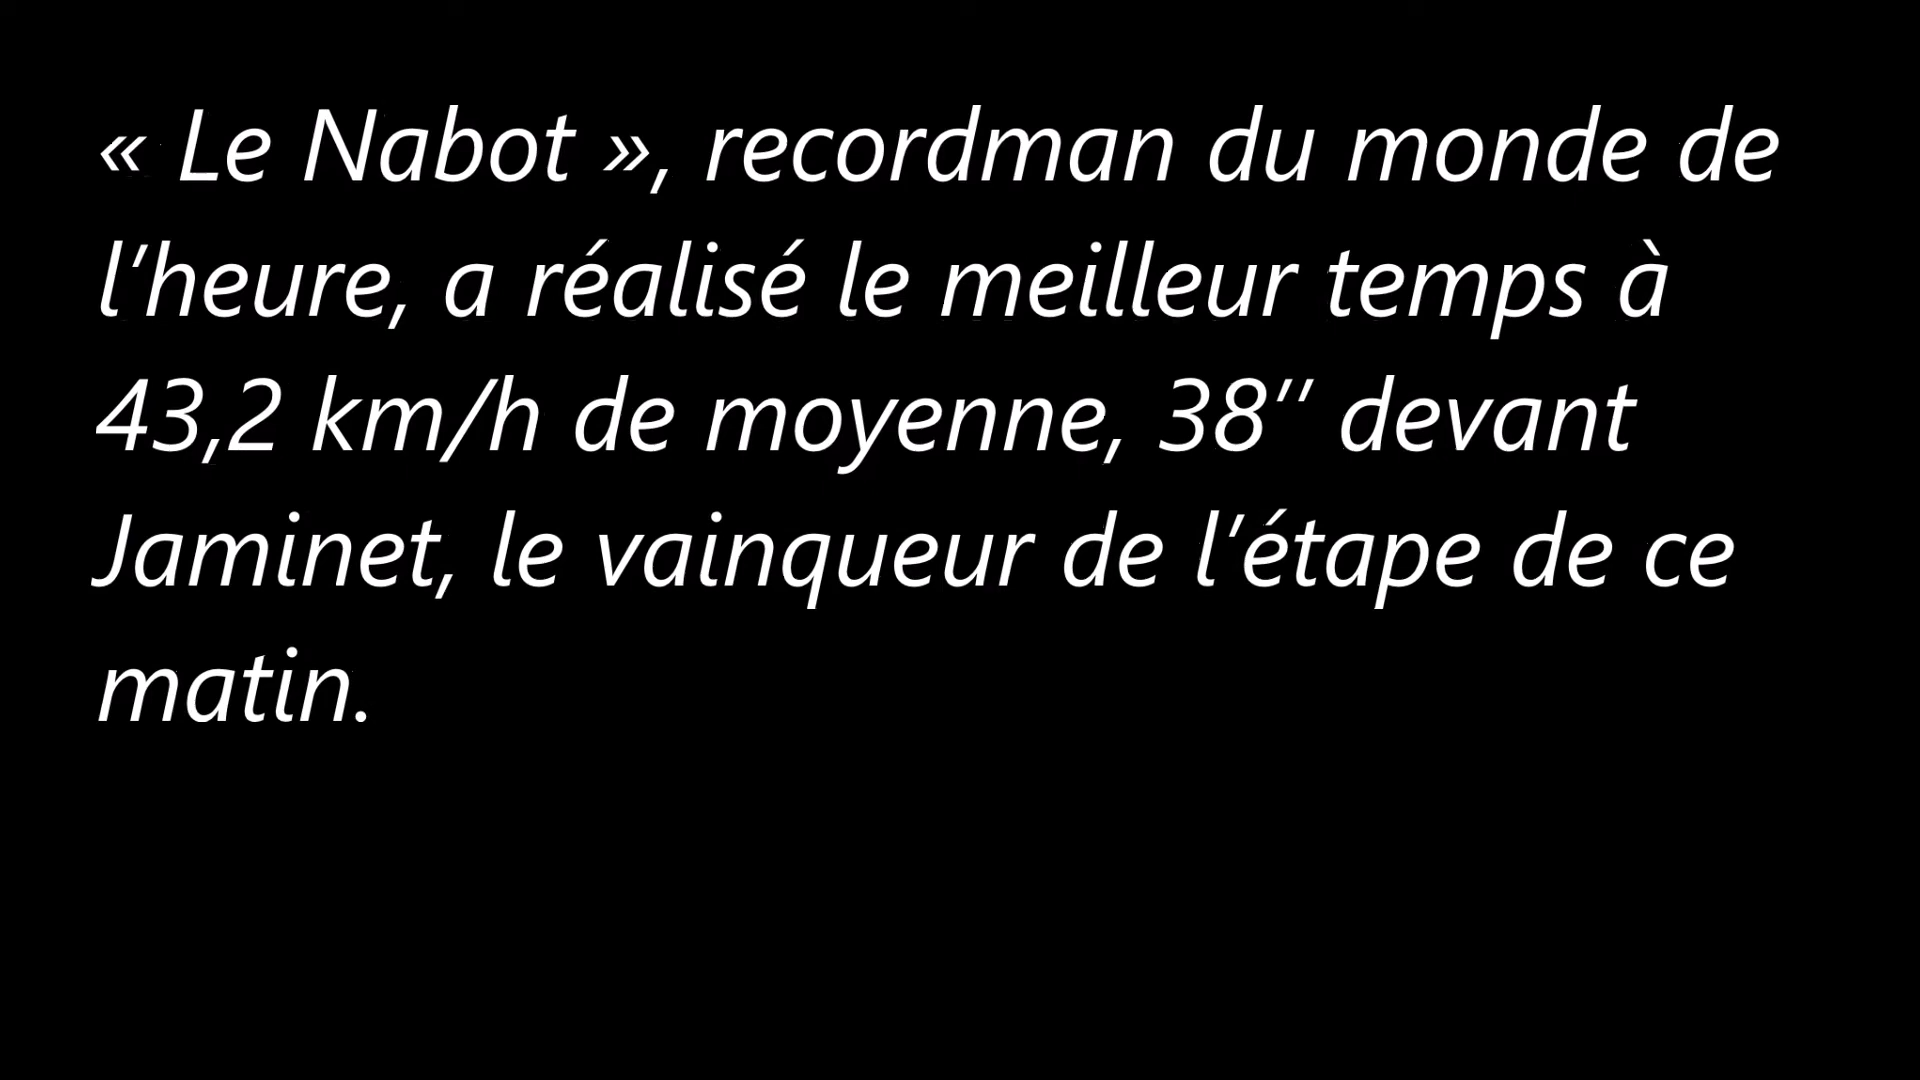 « Le Nabot », recordman du monde de
l’heure, a réalisé le meilleur temps à
43,2 km/h de moyenne, 38’’ devant
Jaminet, le vainqueur de l’étape de ce
matin.